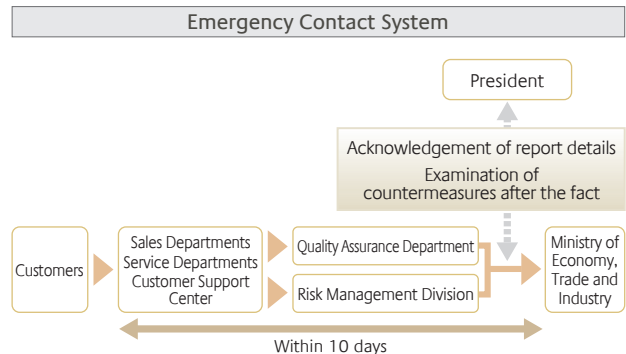 Emergency Contact System
President
Acknowledgement of report details
Examination of
countermeasures after the fact
Customers
Sales Departments
Service Departments
Customer Support
Center
Quality Assurance Department
Risk Management Division
Ministry of
Economy,
Trade and
Industry
Within 10 days